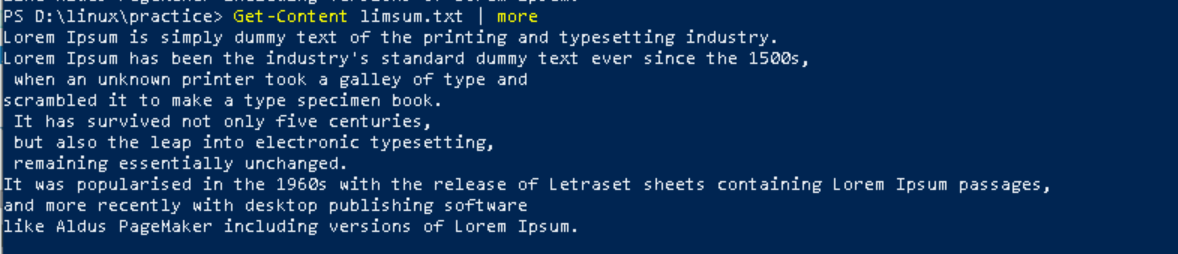 PS D:\linux\practice> Get-Content limsum.txt | more
Lorem Ipsum is simply dummy text of the printing and typesetting industry.
Lorem Ipsum has been the industry's standard dummy text ever since the 1500s,
 when an unknown printer took a galley of type and
scrambled it to make a type specimen book.
 It has survived not only five centuries,
 but also the leap into electronic typesetting,
 remaining essentially unchanged.
It was popularised in the 1960s with the release of Letraset sheets containing Lorem Ipsum passages,
and more recently with desktop publishing software
like Aldus PageMaker including versions of Lorem Ipsum.